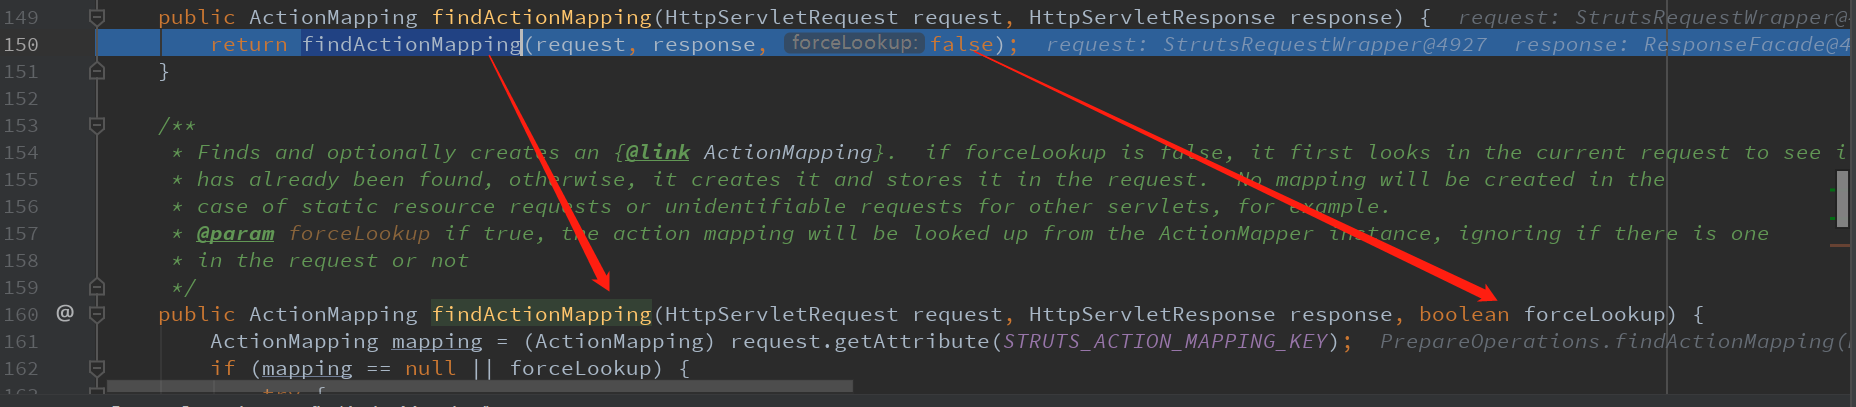 149 public ActionMapping findActionMapping(HttpServletRequest request, HttpServletResponse response) { request: StrutsRequestWrapper@
150 return findActionMapping(request, response, forceLookup: false); request: StrutsRequestWrapper@4927 response: ResponseFacade@4
151 }
152
153 /**
154 * Finds and optionally creates an {@link ActionMapping}. if forceLookup is false, it first looks in the current request to see i
155 * has already been found, otherwise, it creates it and stores it in the request. No mapping will be created in the
156 * case of static resource requests or unidentifiable requests for other servlets, for example.
157 * @param forceLookup if true, the action mapping will be looked up from the ActionMapper instance, ignoring if there is one
158 * in the request or not
159 */
160 @ public ActionMapping findActionMapping(HttpServletRequest request, HttpServletResponse response, boolean forceLookup) {
161 ActionMapping mapping = (ActionMapping) request.getAttribute(STRUTS_ACTION_MAPPING_KEY); PrepareOperations.findActionMapping(
162 if (mapping == null || forceLookup) {
163 try {